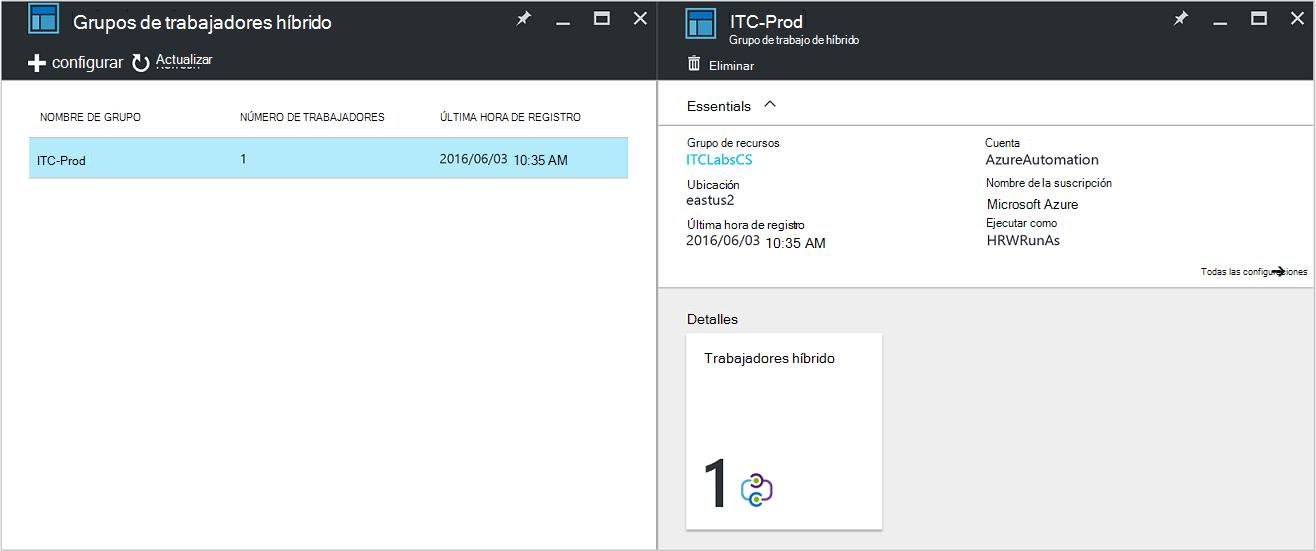 Grupos de trabajadores híbrido
configurar Actualizar
NOMBRE DE GRUPO NÚMERO DE TRABAJADORES ÚLTIMA HORA DE REGISTRO
ITC-Prod 1 2016/06/03 10:35 AM
ITC-Prod
Grupo de trabajo de híbrido
Eliminar
Essentials
Grupo de recursos
ITCLabsCS
Ubicación
eastus2
Última hora de registro
2016/06/03 10:35 AM
Cuenta
AzureAutomation
Nombre de la suscripción
Microsoft Azure
Ejecutar como
HRWRunAs
Todas las configuraciones
Detalles
Trabajadores híbrido
1